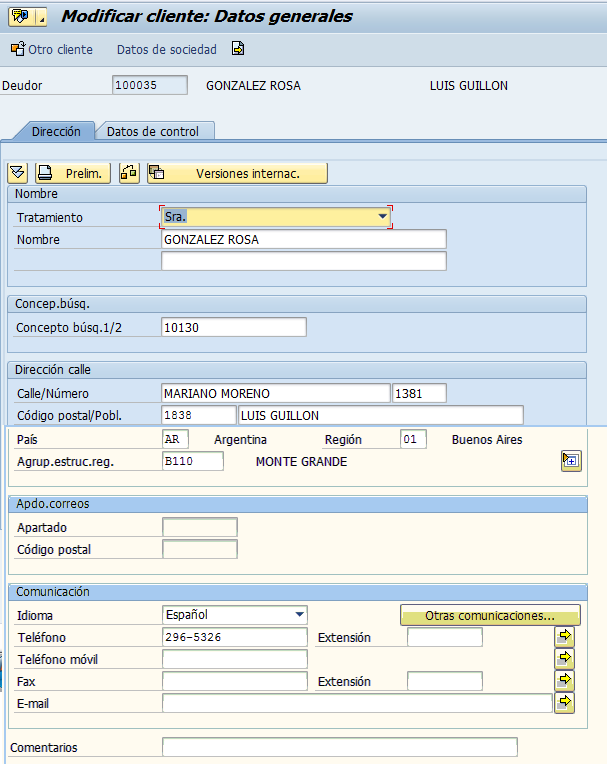 Modificar cliente: Datos generales
Otro cliente Datos de sociedad
Deudor 100035 GONZALEZ ROSA LUIS GUILLON
Dirección Datos de control
Prelim. Versiones internac.
Nombre
Tratamiento Sra.
Nombre GONZALEZ ROSA
Concep.búsq.
Concepto búsq.1/2 10130
Dirección calle
Calle/Número MARIANO MORENO 1381
Código postal/Pobl. 1838 LUIS GUILLON
País AR Argentina Región 01 Buenos Aires
Agrup.estruc.reg. B110 MONTE GRANDE
Apdo.correos
Apartado
Código postal
Comunicación
Idioma Español Otras comunicaciones...
Teléfono 296-5326 Extensión
Teléfono móvil
Fax Extensión
E-mail
Comentarios